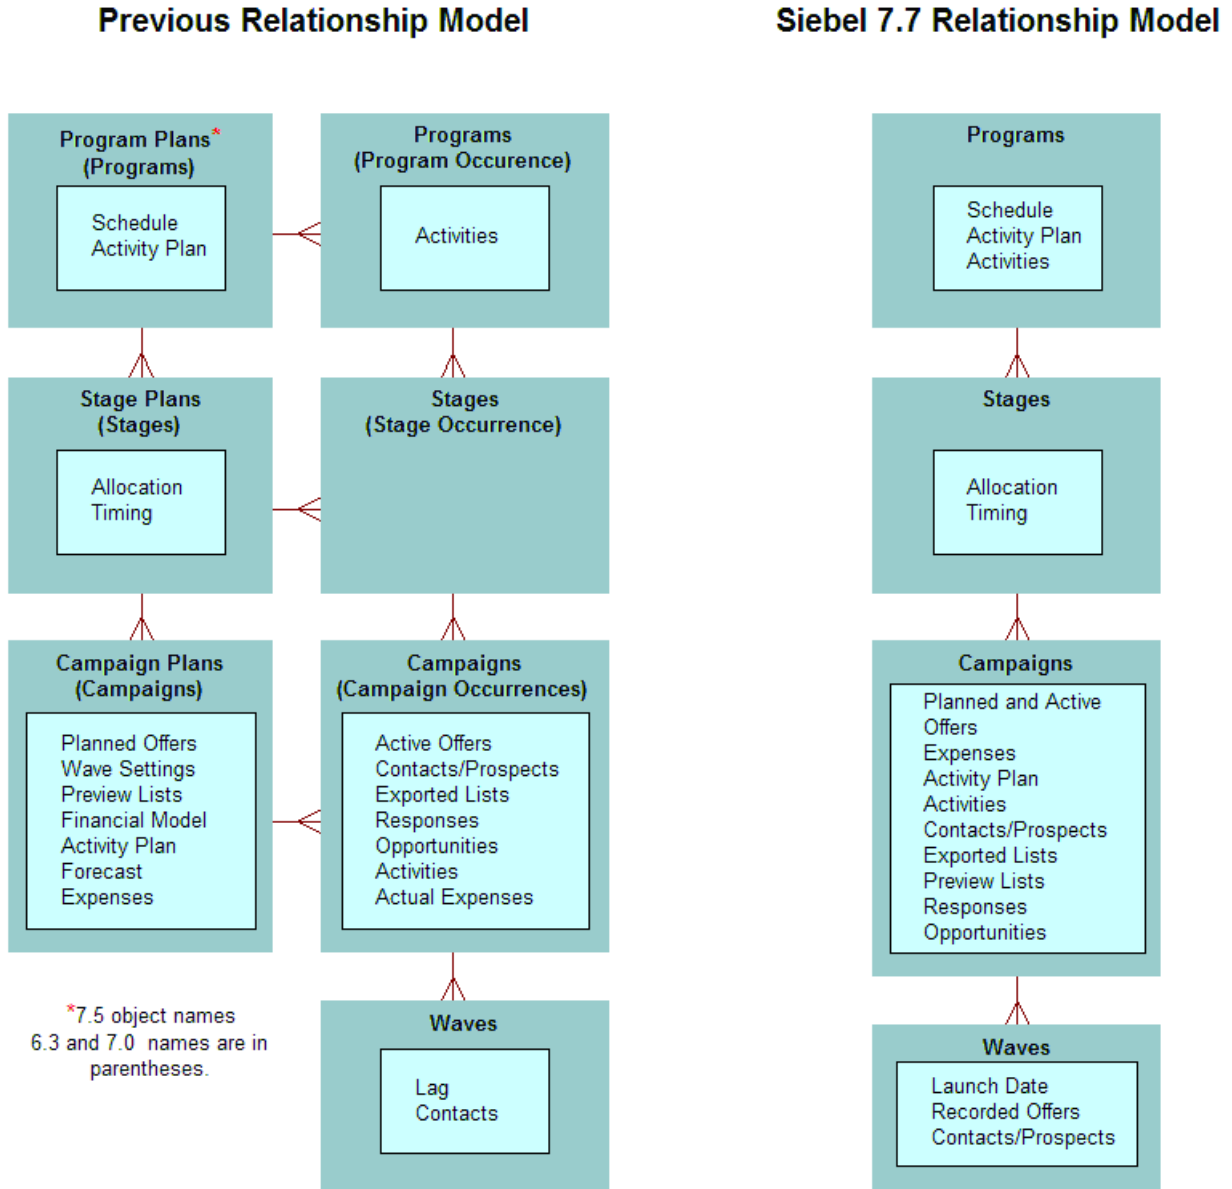 Previous Relationship Model
Siebel 7.7 Relationship Model
Program Plans*
(Programs)
Schedule
Activity Plan
Programs
(Program Occurence)
Activities
Stage Plans
(Stages)
Allocation
Timing
Stages
(Stage Occurrence)
Campaign Plans
(Campaigns)
Planned Offers
Wave Settings
Preview Lists
Financial Model
Activity Plan
Forecast
Expenses
Campaigns
(Campaign Occurrences)
Active Offers
Contacts/Prospects
Exported Lists
Responses
Opportunities
Activities
Actual Expenses
*7.5 object names
6.3 and 7.0 names are in
parentheses.
Waves
Lag
Contacts
Programs
Schedule
Activity Plan
Activities
Stages
Allocation
Timing
Campaigns
Planned and Active
Offers
Expenses
Activity Plan
Activities
Contacts/Prospects
Exported Lists
Preview Lists
Responses
Opportunities
Waves
Launch Date
Recorded Offers
Contacts/Prospects